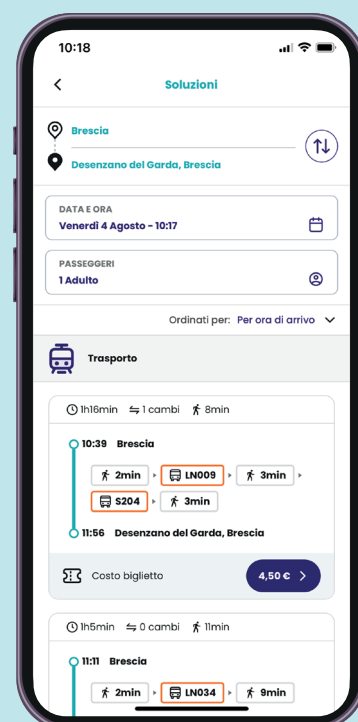 10:18
Soluzioni
Brescia
Desenzano del Garda, Brescia
DATA E ORA
Venerdì 4 Agosto - 10:17
PASSEGGERI
1 Adulto
Ordinati per: Per ora di arrivo
Trasporto
1h16min 1 cambi 8min
10:39 Brescia
2min LN009 3min
S204 3min
11:56 Desenzano del Garda, Brescia
Costo biglietto 4,50 €
1h5min 0 cambi 11min
11:11 Brescia
2min LN034 9min